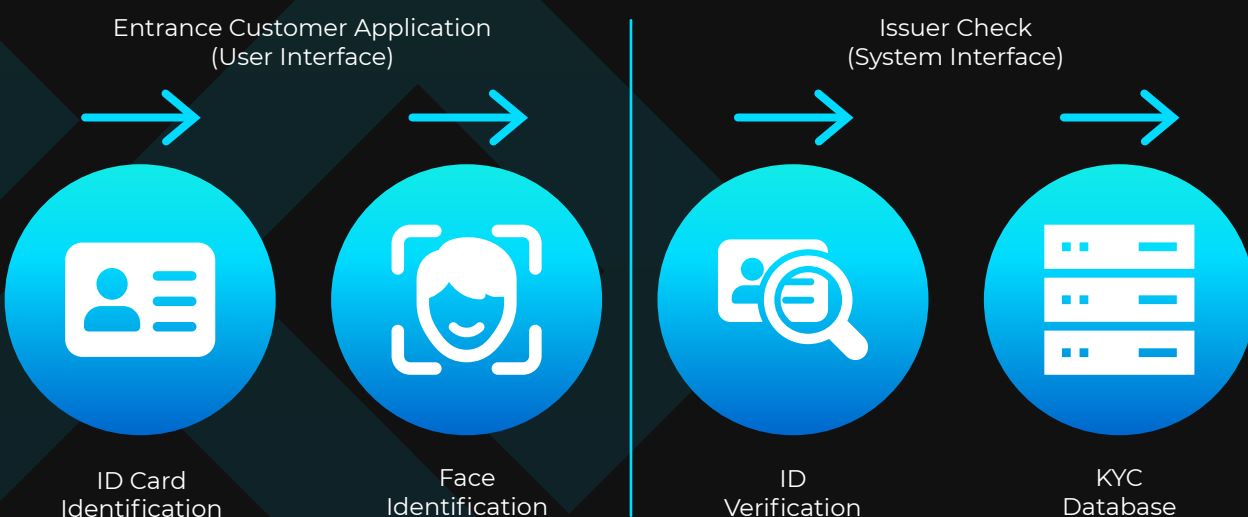 Entrance Customer Application
(User Interface)
Issuer Check
(System Interface)
ID Card
Identification
Face
Identification
ID
Verification
KYC
Database